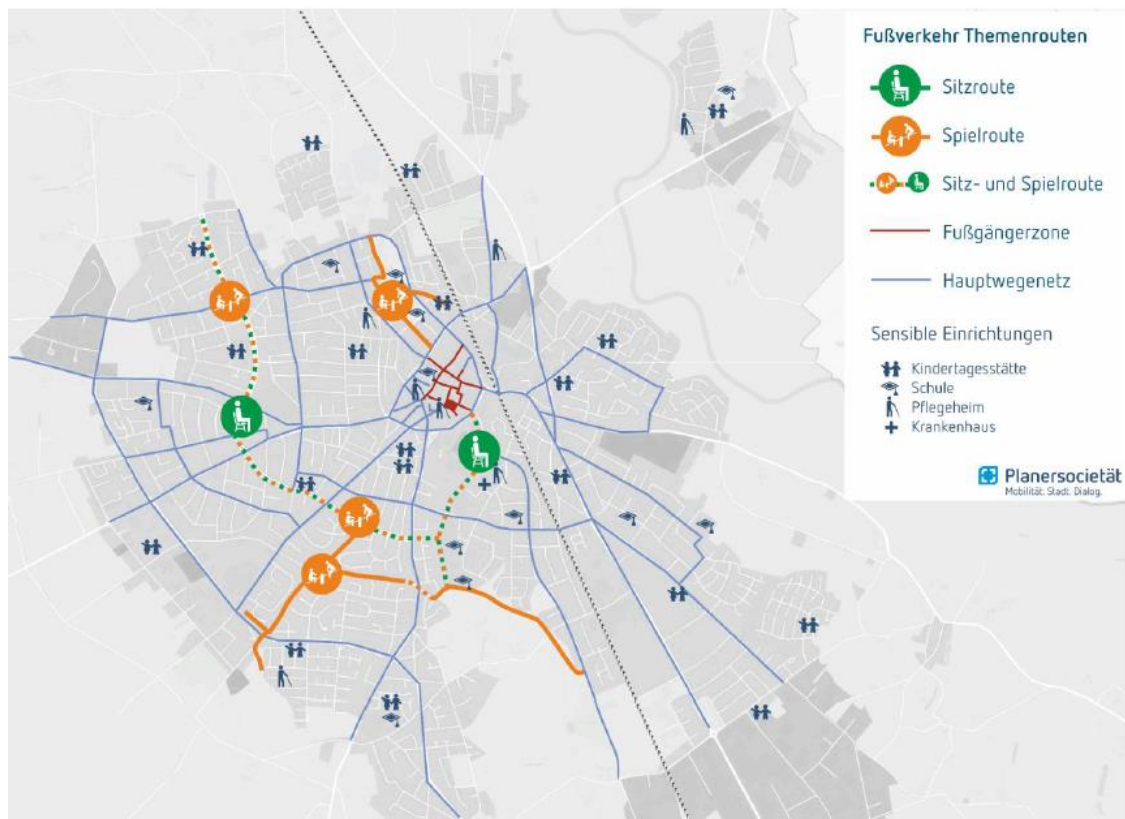 Fußverkehr Themenrouten
Sitzroute
Spielroute
Sitz- und Spielroute
Fußgängerzone
Hauptwegenetz
Sensible Einrichtungen
Kindertagesstätte
Schule
Pflegeheim
Krankenhaus
Planersocietät
Mobilität. Stadt. Dialog.